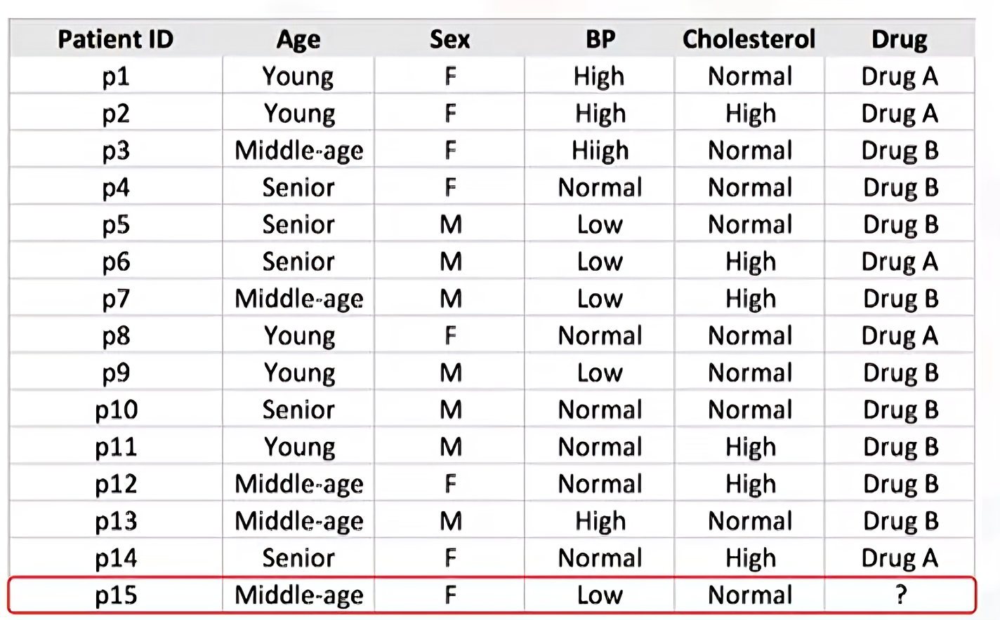 Patient ID Age Sex BP Cholesterol Drug
p1 Young F High Normal Drug A
p2 Young F High High Drug A
p3 Middle-age F Hiigh Normal Drug B
p4 Senior F Normal Normal Drug B
p5 Senior M Low Normal Drug B
p6 Senior M Low High Drug A
p7 Middle-age M Low High Drug B
p8 Young F Normal Normal Drug A
p9 Young M Low Normal Drug B
p10 Senior M Normal Normal Drug B
p11 Young M Normal High Drug B
p12 Middle-age F Normal High Drug B
p13 Middle-age M High Normal Drug B
p14 Senior F Normal High Drug A
p15 Middle-age F Low Normal ?